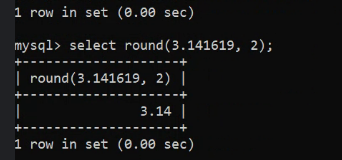 1 row in set (0.00 sec)
mysql> select round(3.141619, 2);
+--------------------+
| round(3.141619, 2) |
+--------------------+
|               3.14 |
+--------------------+
1 row in set (0.00 sec)